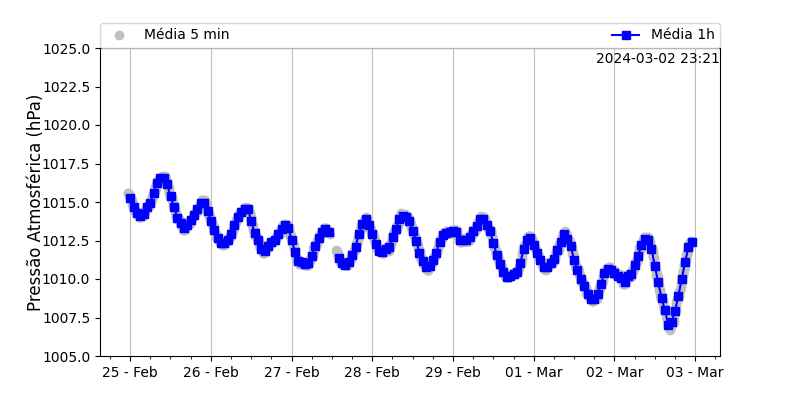 Média 5 min
Média 1h
2024-03-02 23:21
Pressão Atmosférica (hPa)
1025.0
1022.5
1020.0
1017.5
1015.0
1012.5
1010.0
1007.5
1005.0
25 - Feb
26 - Feb
27 - Feb
28 - Feb
29 - Feb
01 - Mar
02 - Mar
03 - Mar